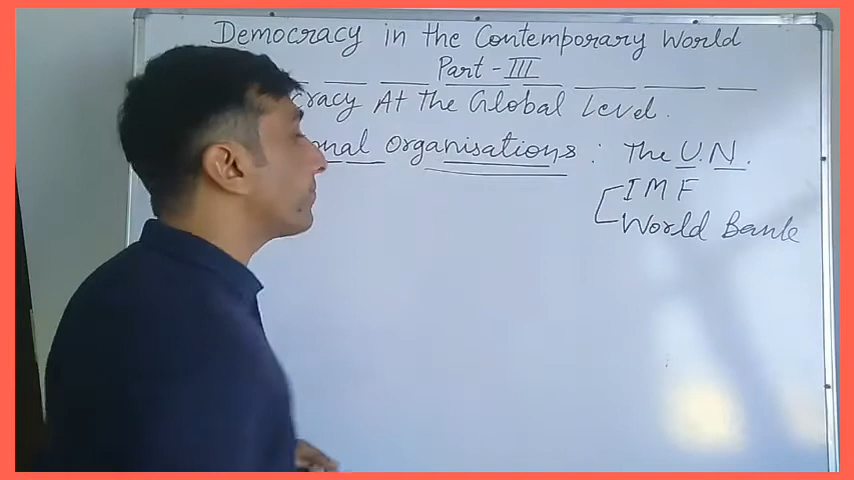 Democracy in the Contemporary World
Part - III
cracy At the Global Level.
onal Organisations : The U.N.
IMF
World Bank